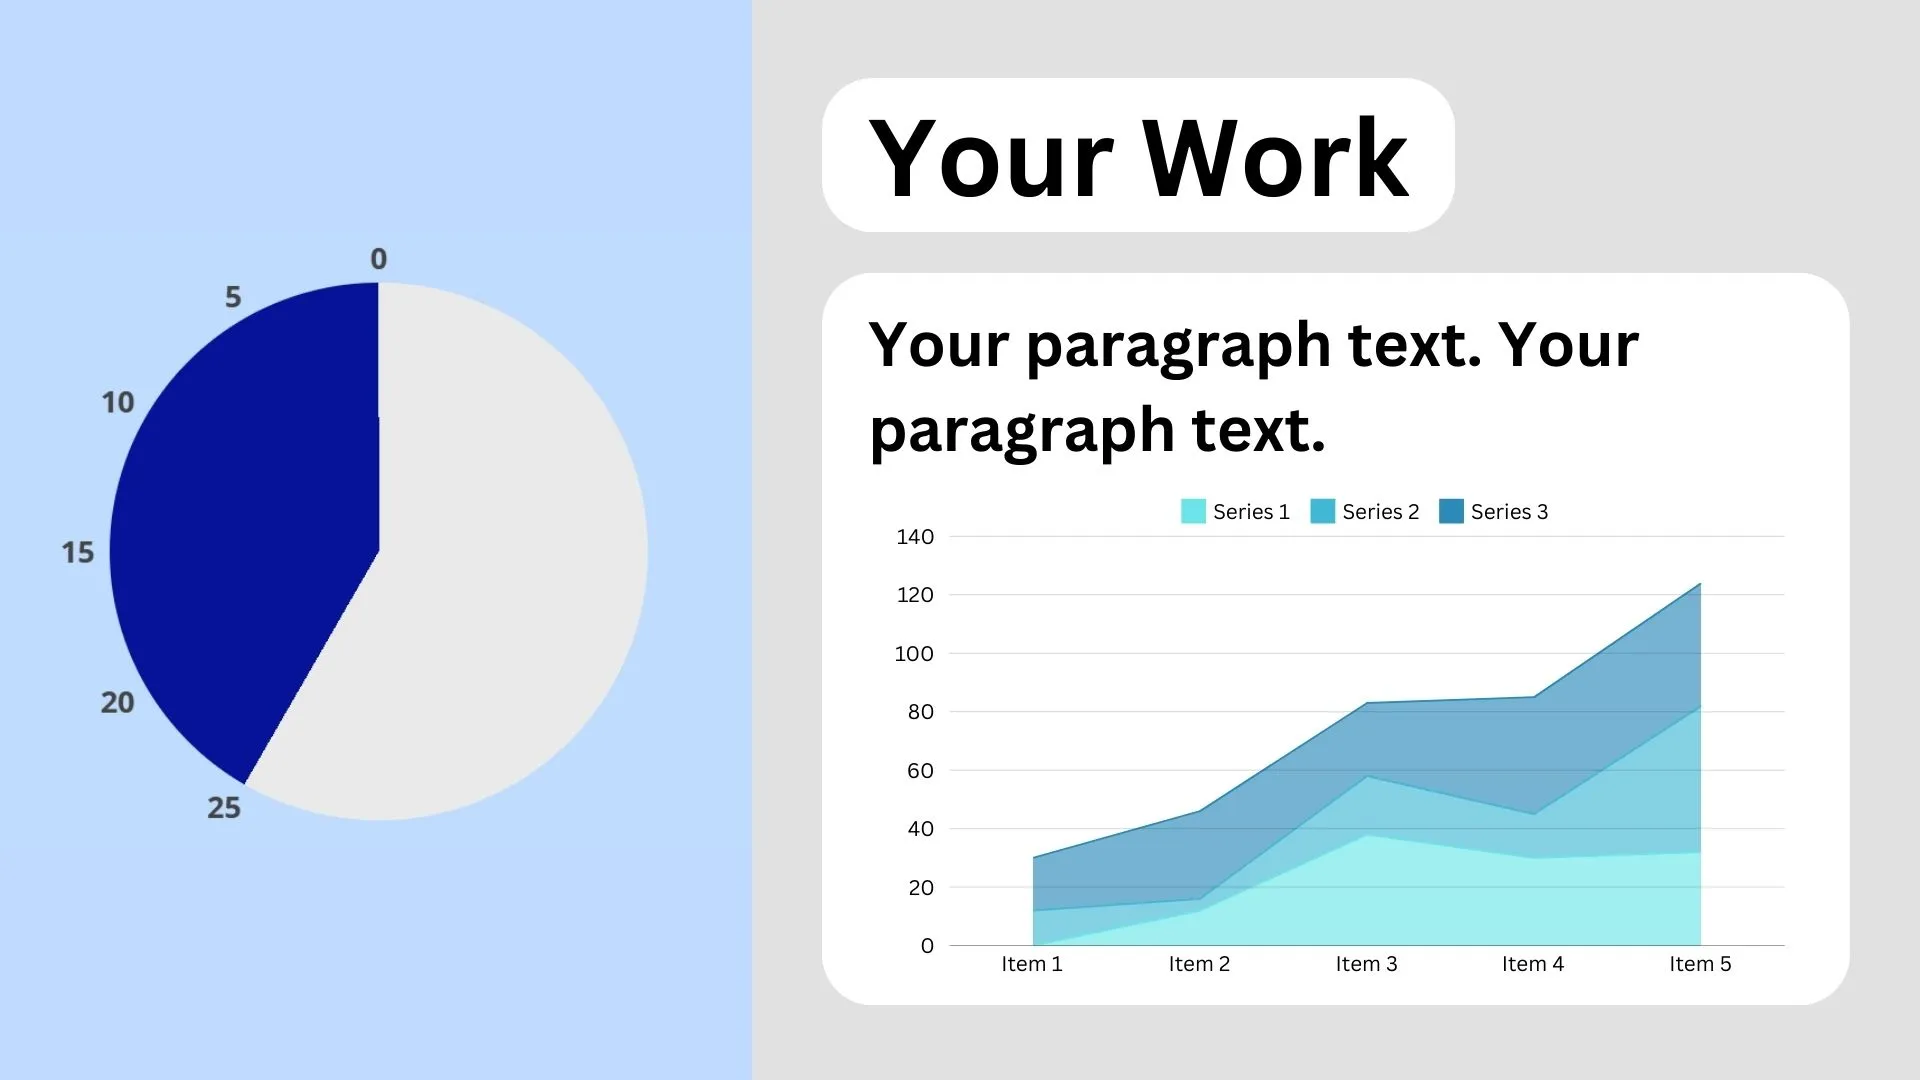 0
5
10
15
20
25
Your Work
Your paragraph text. Your
paragraph text.
Series 1 Series 2 Series 3
140
120
100
80
60
40
20
0
Item 1 Item 2 Item 3 Item 4 Item 5